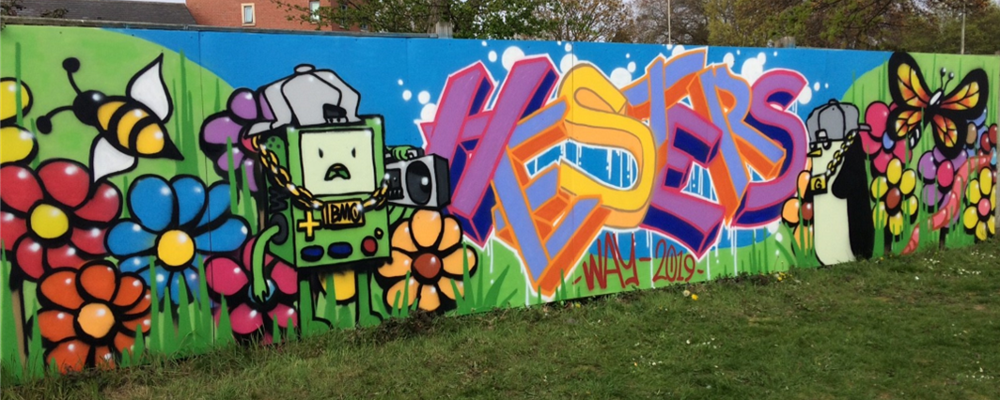 HESTERS
-WAY-2019-
BMO
G